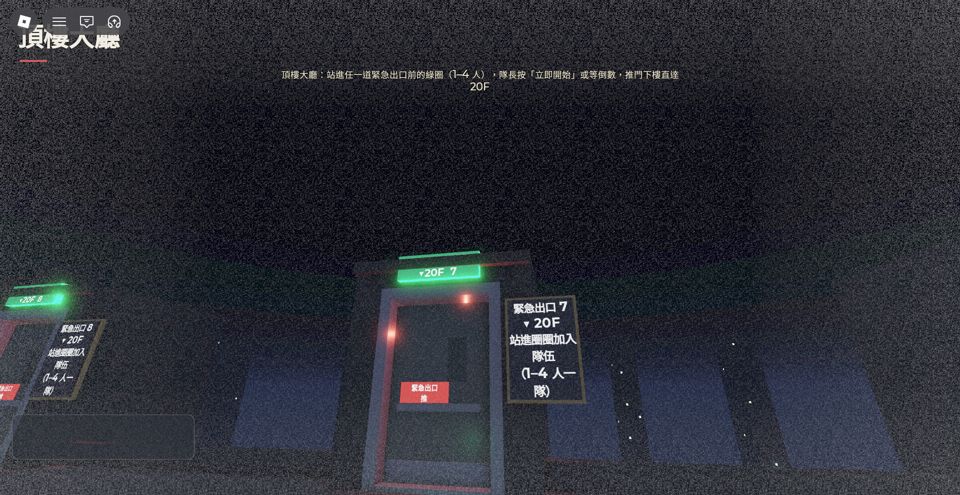 頂樓大廳
頂樓大廳：站進任一道緊急出口前的綠圈（1–4 人），隊長按「立即開始」或等倒數，推門下樓直達
20F
▼20F 7
緊急出口 7
▼ 20F
站進圈圈加入
隊伍
（1–4 人一
隊）
緊急出口
推
▼20F 8
緊急出口 8
▼ 20F
站進圈圈加入
隊伍
（1–4 人一
隊）